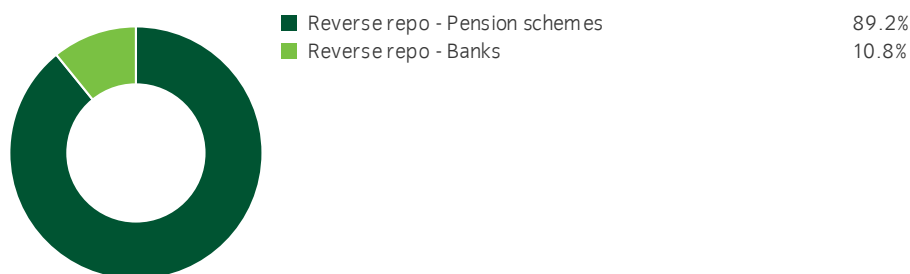 Reverse repo - Pension schemes 89.2%
Reverse repo - Banks 10.8%